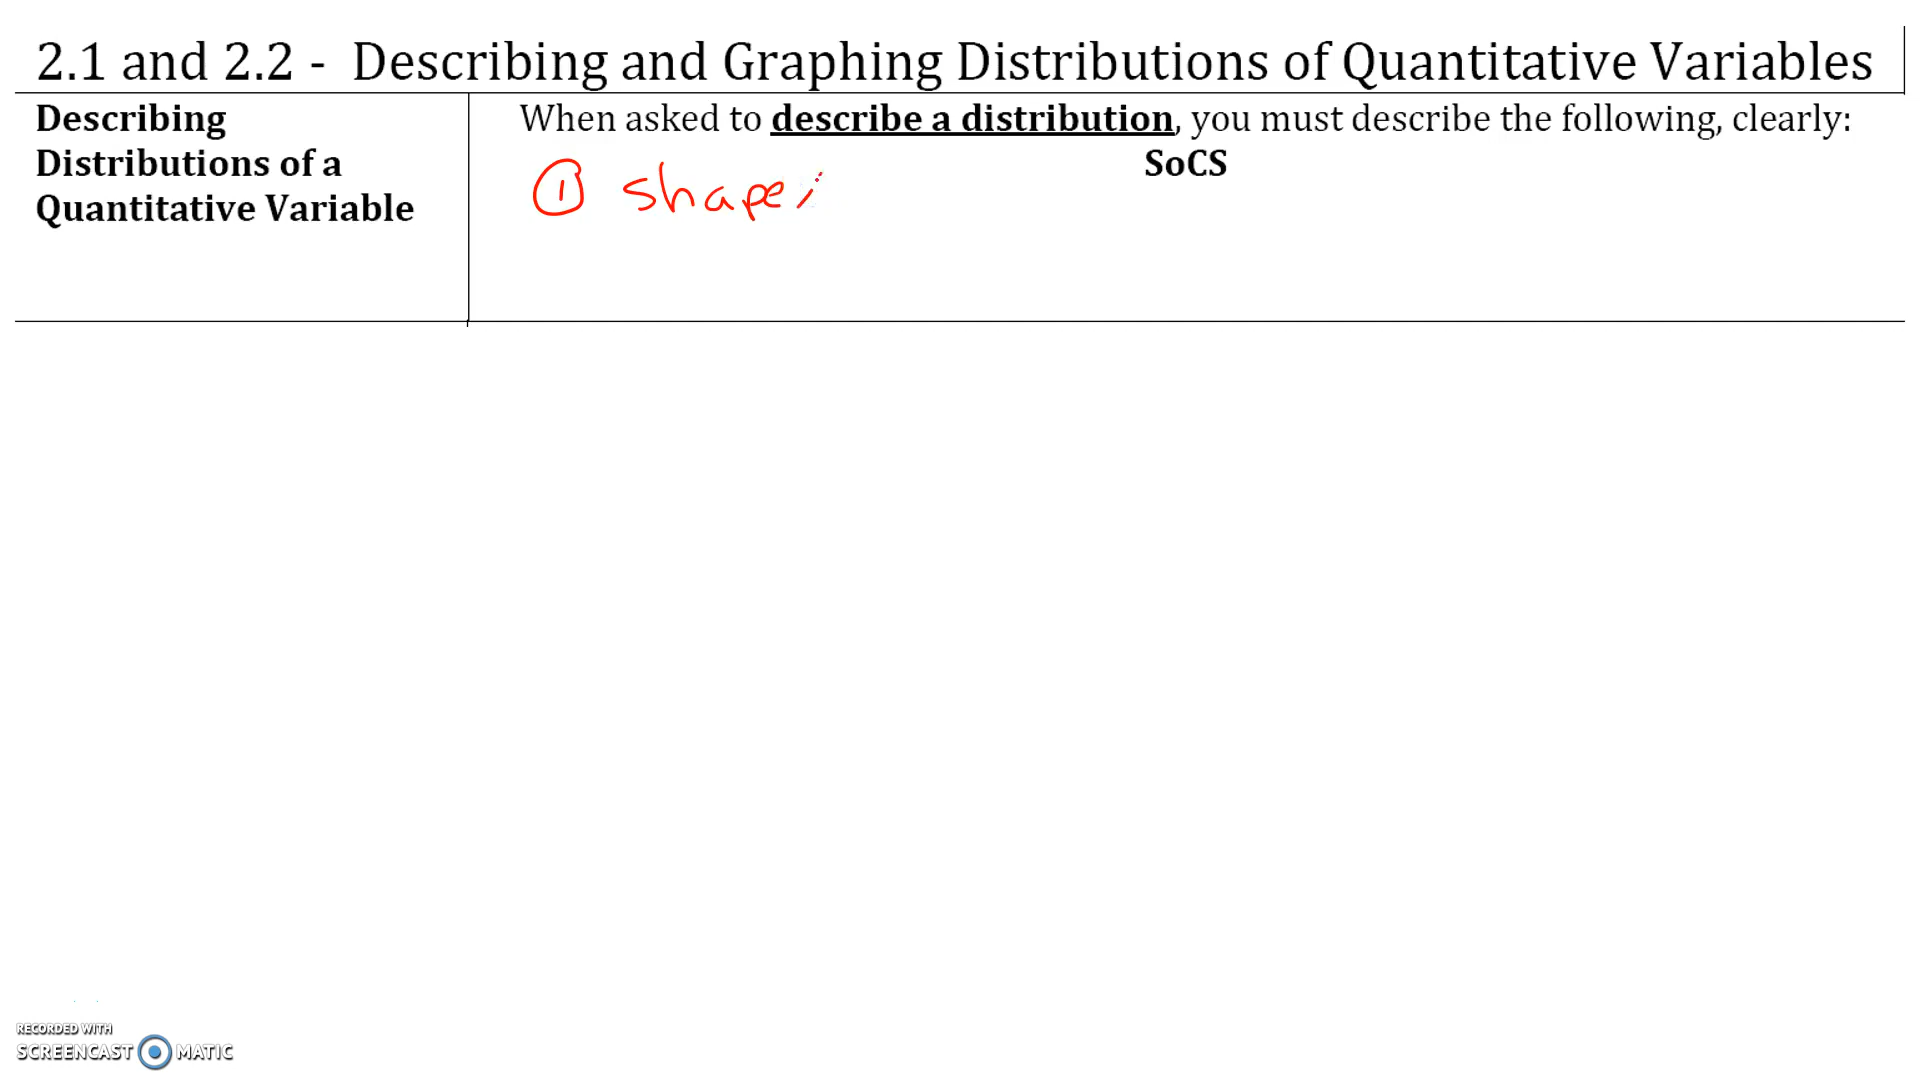 2.1 and 2.2 - Describing and Graphing Distributions of Quantitative Variables
Describing
Distributions of a
Quantitative Variable
When asked to describe a distribution, you must describe the following, clearly:
SoCS
① shape:
RECORDED WITH
SCREENCAST MATIC